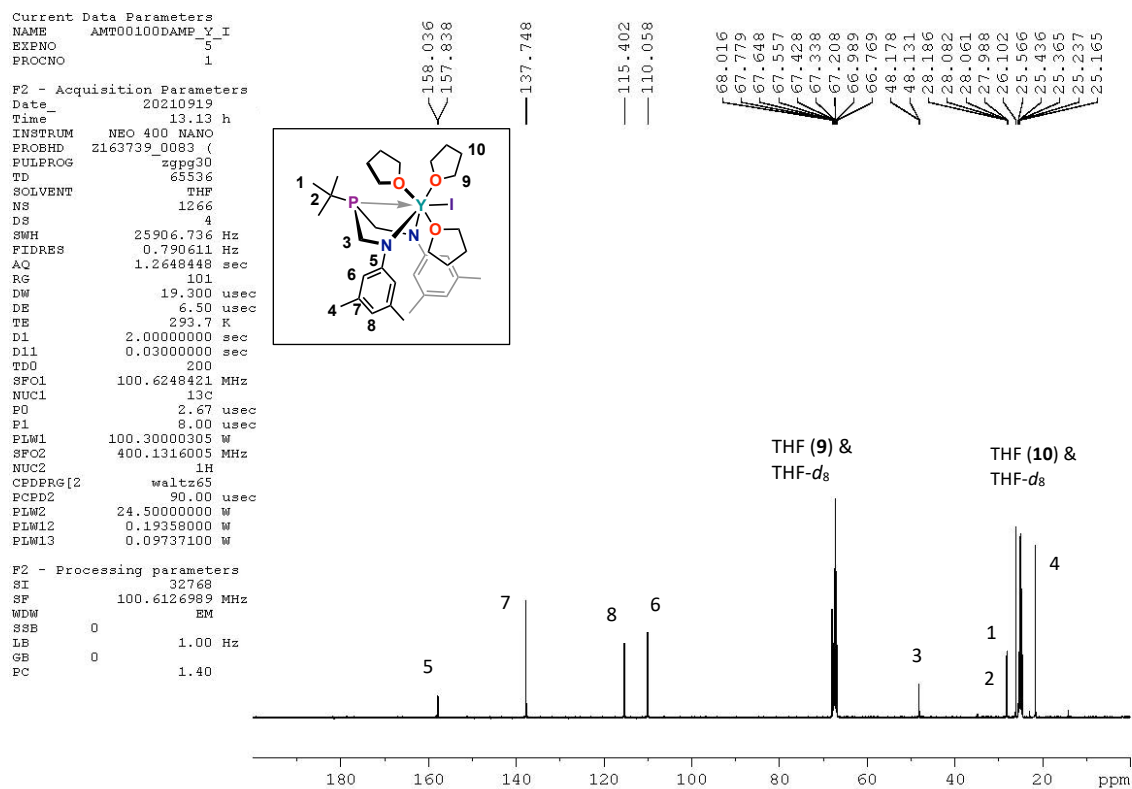 Current Data Parameters
NAME AMT00100DAMP_Y_I
EXPNO 5
PROCNO 1
F2 - Acquisition Parameters
Date_ 20210919
Time 13.13 h
INSTRUM NEO 400 NANO
PROBHD Z163739_0083 (
PULPROG zgpg30
TD 65536
SOLVENT THF
NS 1266
DS 4
SWH 25906.736 Hz
FIDRES 0.790611 Hz
AQ 1.2648448 sec
RG 101
DW 19.300 usec
DE 6.50 usec
TE 293.7 K
D1 2.00000000 sec
D11 0.03000000 sec
TD0 200
SFO1 100.6248421 MHz
NUC1 13C
P0 2.67 usec
P1 8.00 usec
PLW1 100.30000305 W
SFO2 400.1316005 MHz
NUC2 1H
CPDPRG[2 waltz65
PCPD2 90.00 usec
PLW2 24.50000000 W
PLW12 0.19358000 W
PLW13 0.09737100 W
F2 - Processing parameters
SI 32768
SF 100.6126989 MHz
WDW EM
SSB 0
LB 1.00 Hz
GB 0
PC 1.40
158.036
157.838
137.748
115.402
110.058
68.016
67.779
67.648
67.557
67.428
67.338
67.208
66.989
66.769
48.178
48.131
28.186
28.082
28.061
27.988
26.102
25.566
25.436
25.365
25.237
25.165
10
1
O
O
9
2
P
Y
I
O
3
N
N
5
6
4
7
8
THF (9) &
THF-d8
THF (10) &
THF-d8
4
7
6
8
1
3
2
5
180 160 140 120 100 80 60 40 20 ppm